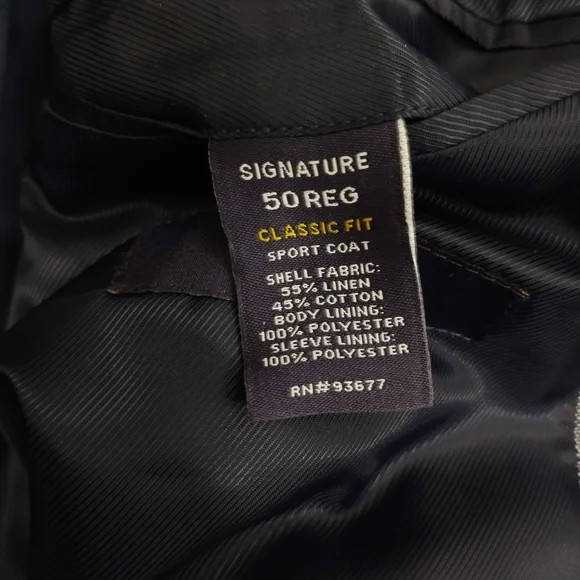 SIGNATURE
50 REG
CLASSIC FIT
SPORT COAT
SHELL FABRIC:
55% LINEN
45% COTTON
BODY LINING:
100% POLYESTER
SLEEVE LINING:
100% POLYESTER
RN#93677